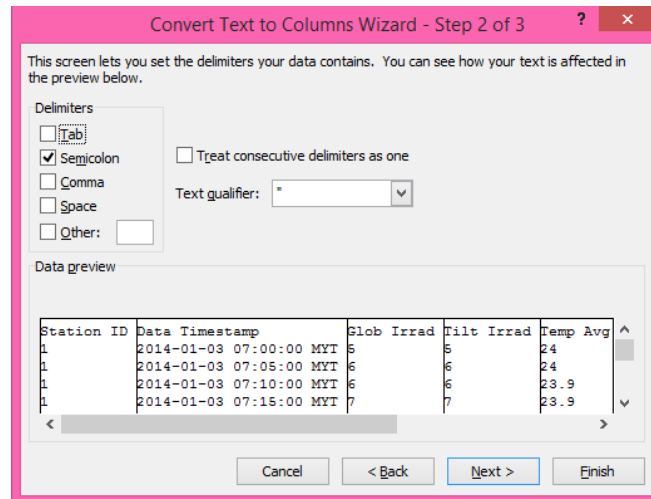 Convert Text to Columns Wizard - Step 2 of 3 ? ×
This screen lets you set the delimiters your data contains. You can see how your text is affected in
the preview below.
Delimiters
Tab
Semicolon
Comma
Space
Other:
Treat consecutive delimiters as one
Text qualifier: "
Data preview
Station ID Data Timestamp Glob Irrad Tilt Irrad Temp Avg
1 2014-01-03 07:00:00 MYT 5 5 24
1 2014-01-03 07:05:00 MYT 6 6 24
1 2014-01-03 07:10:00 MYT 6 6 23.9
1 2014-01-03 07:15:00 MYT 7 7 23.9
Cancel < Back Next > Finish